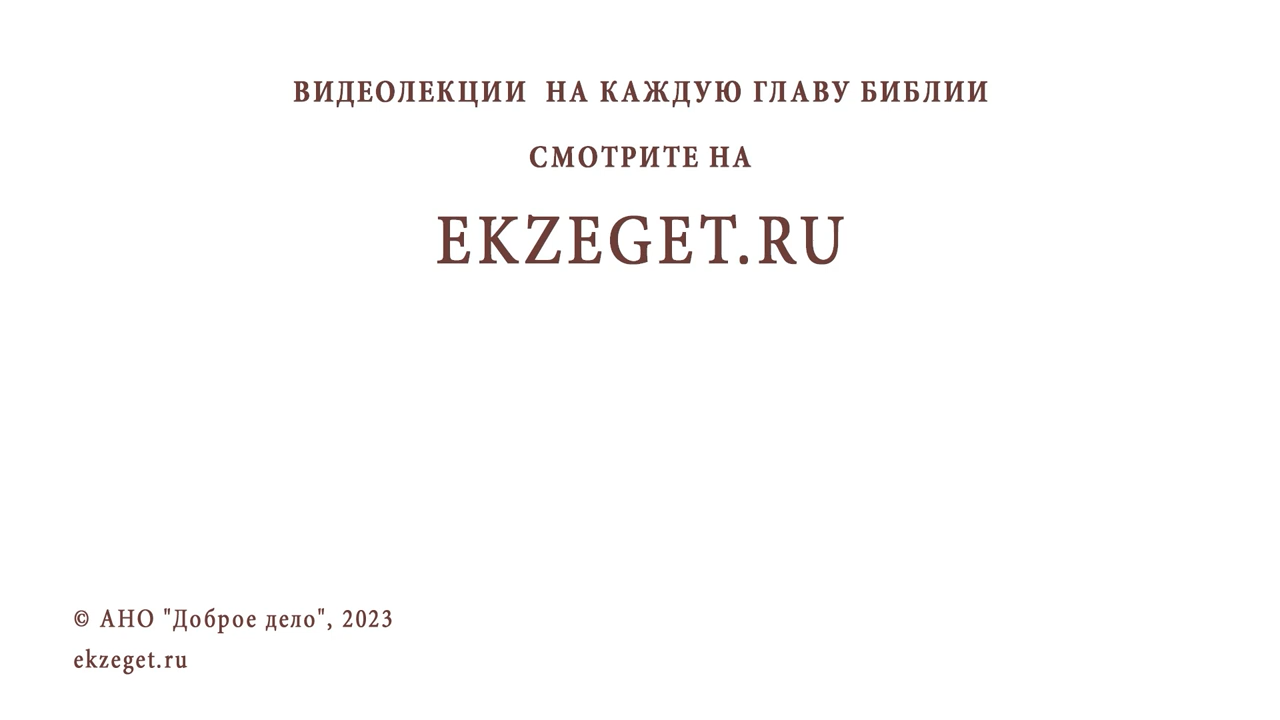 ВИДЕОЛЕКЦИИ НА КАЖДУЮ ГЛАВУ БИБЛИИ
СМОТРИТЕ НА
EKZEGET.RU
© АНО "Доброе дело", 2023
ekzeget.ru